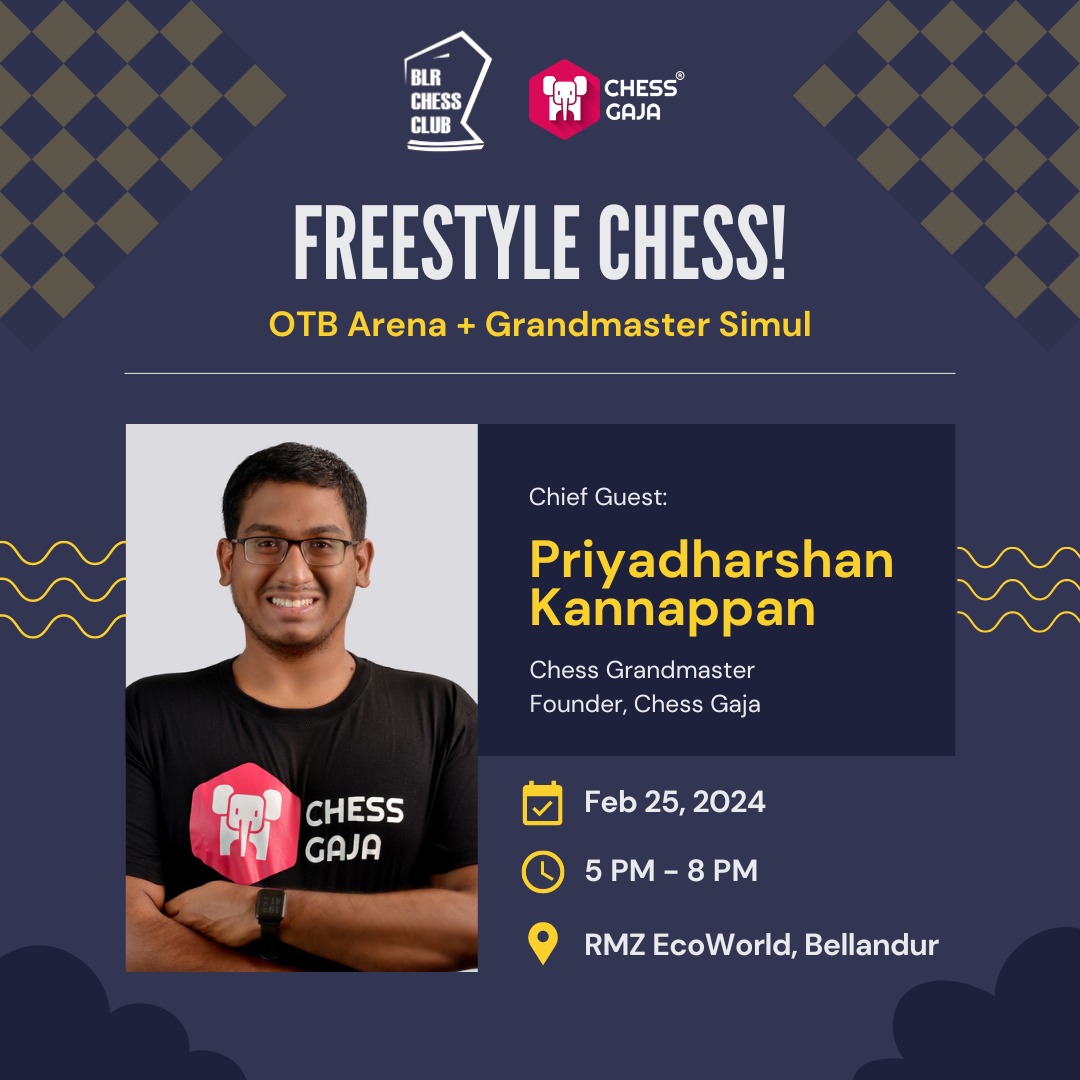 BLR
CHESS
CLUB
CHESS®
GAJA
FREESTYLE CHESS!
OTB Arena + Grandmaster Simul
Chief Guest:
Priyadharshan
Kannappan
Chess Grandmaster
Founder, Chess Gaja
CHESS
GAJA
Feb 25, 2024
5 PM – 8 PM
RMZ EcoWorld, Bellandur